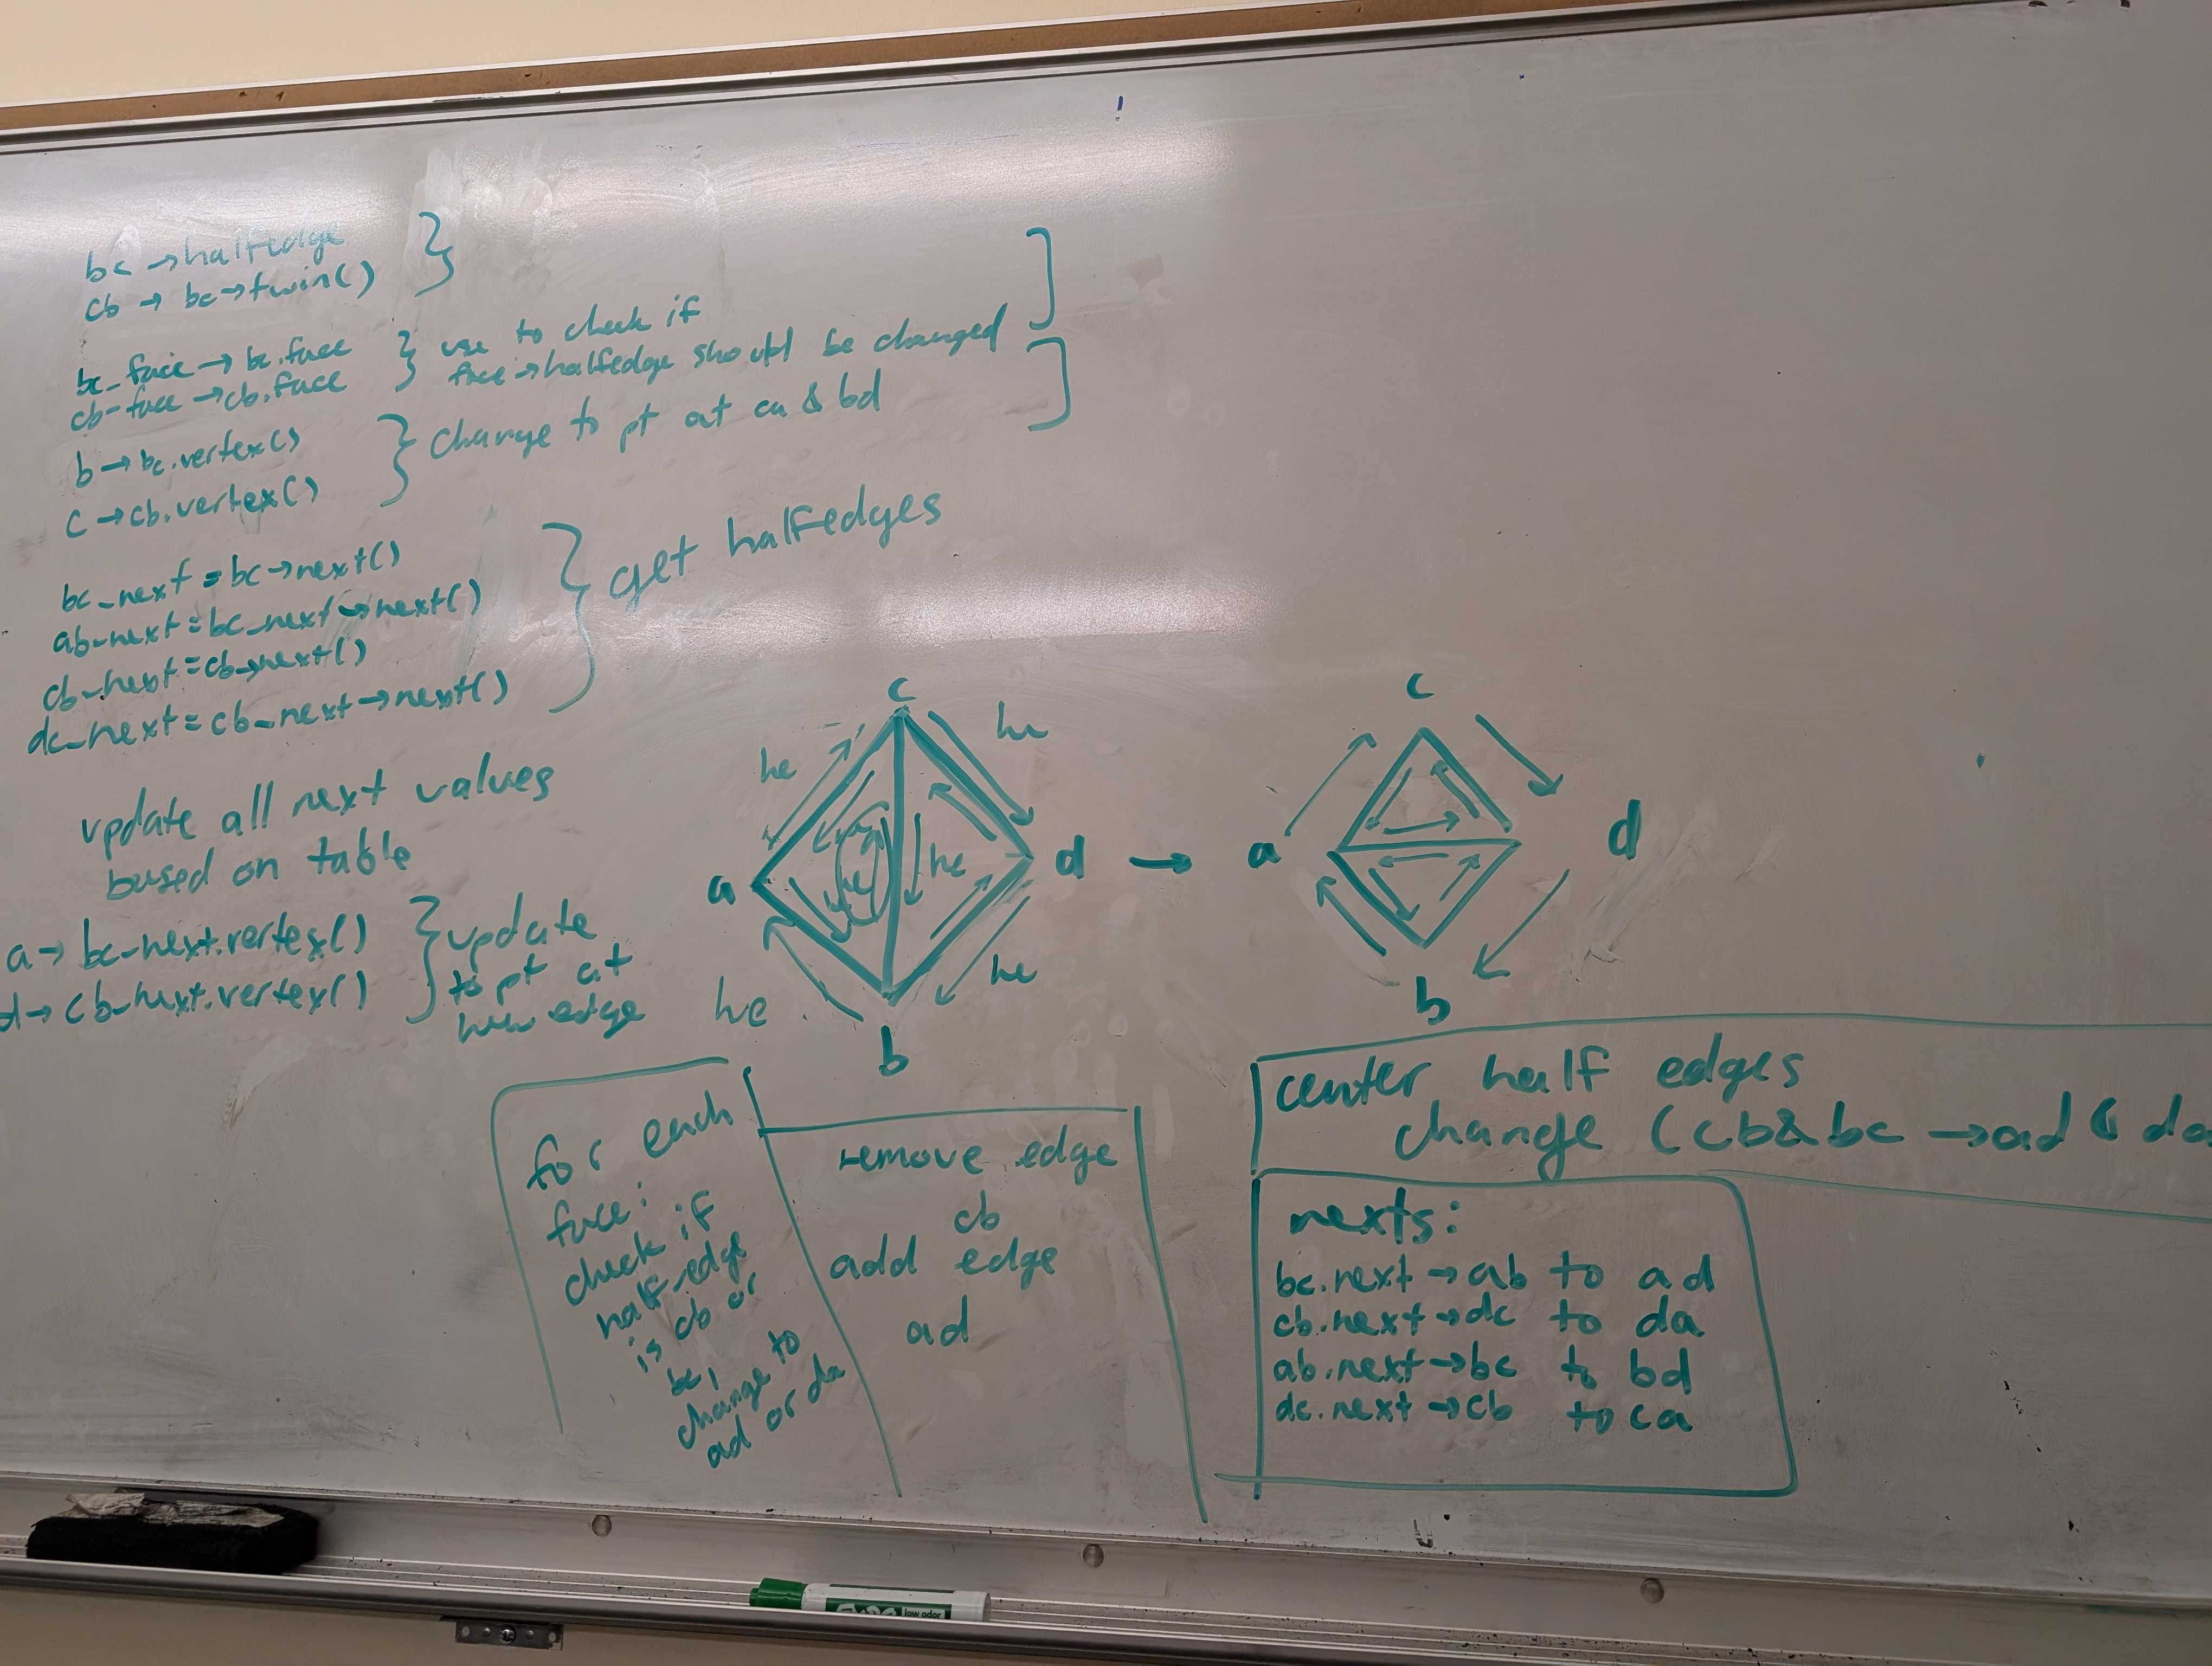 bc → halfedge
cb → bc→twin()
bc_face → bc.face
cb-face → cb.face
use to check if
face → halfedge should be changed
b → bc.vertex()
c → cb.vertex()
change to pt at ca & bd
bc_next = bc→next()
ab_next = bc_next→next()
cb_next = cb→next()
dc_next = cb_next→next()
get halfedges
update all next values
based on table
a → bc_next.vertex()
d → cb_next.vertex()
update
to pt at
new edge
c
he
he
a
he
he
d
he
he
b
→
c
a
d
b
for each
face:
check if
half-edge
is cb or
bc,
change to
ad or da
remove edge
cb
add edge
ad
center half edges
change (cb&bc → ad & da
nexts:
bc.next → ab to ad
cb.next → dc to da
ab.next → bc to bd
dc.next → cb to ca
EXPO low odor